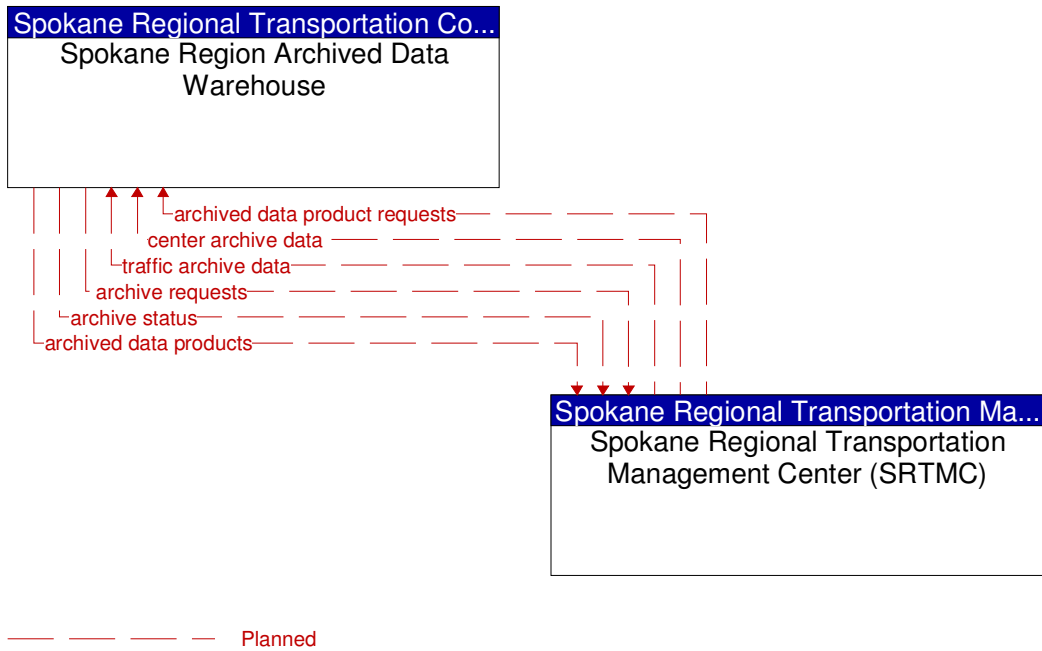 Spokane Regional Transportation Co...
Spokane Region Archived Data
Warehouse
archived data product requests
center archive data
traffic archive data
archive requests
archive status
archived data products
Spokane Regional Transportation Ma...
Spokane Regional Transportation
Management Center (SRTMC)
Planned